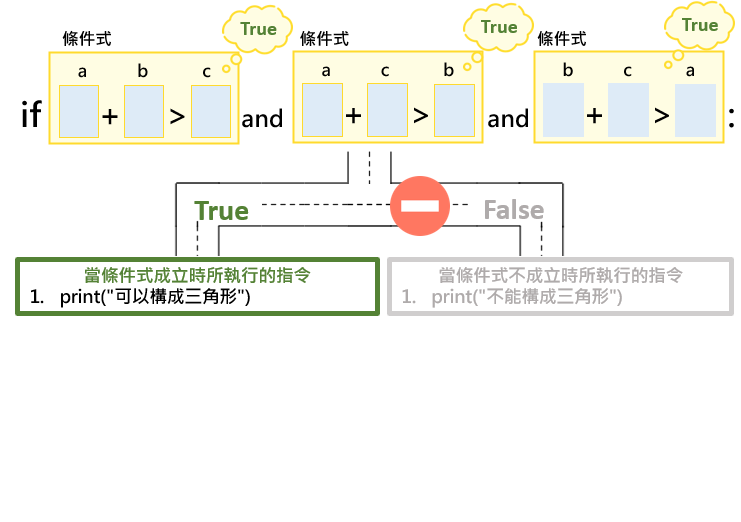 條件式 True 條件式 True 條件式 True
a b c a c b b c a
if + > and + > and + > :
True False
當條件式成立時所執行的指令
1. print("可以構成三角形")
當條件式不成立時所執行的指令
1. print("不能構成三角形")